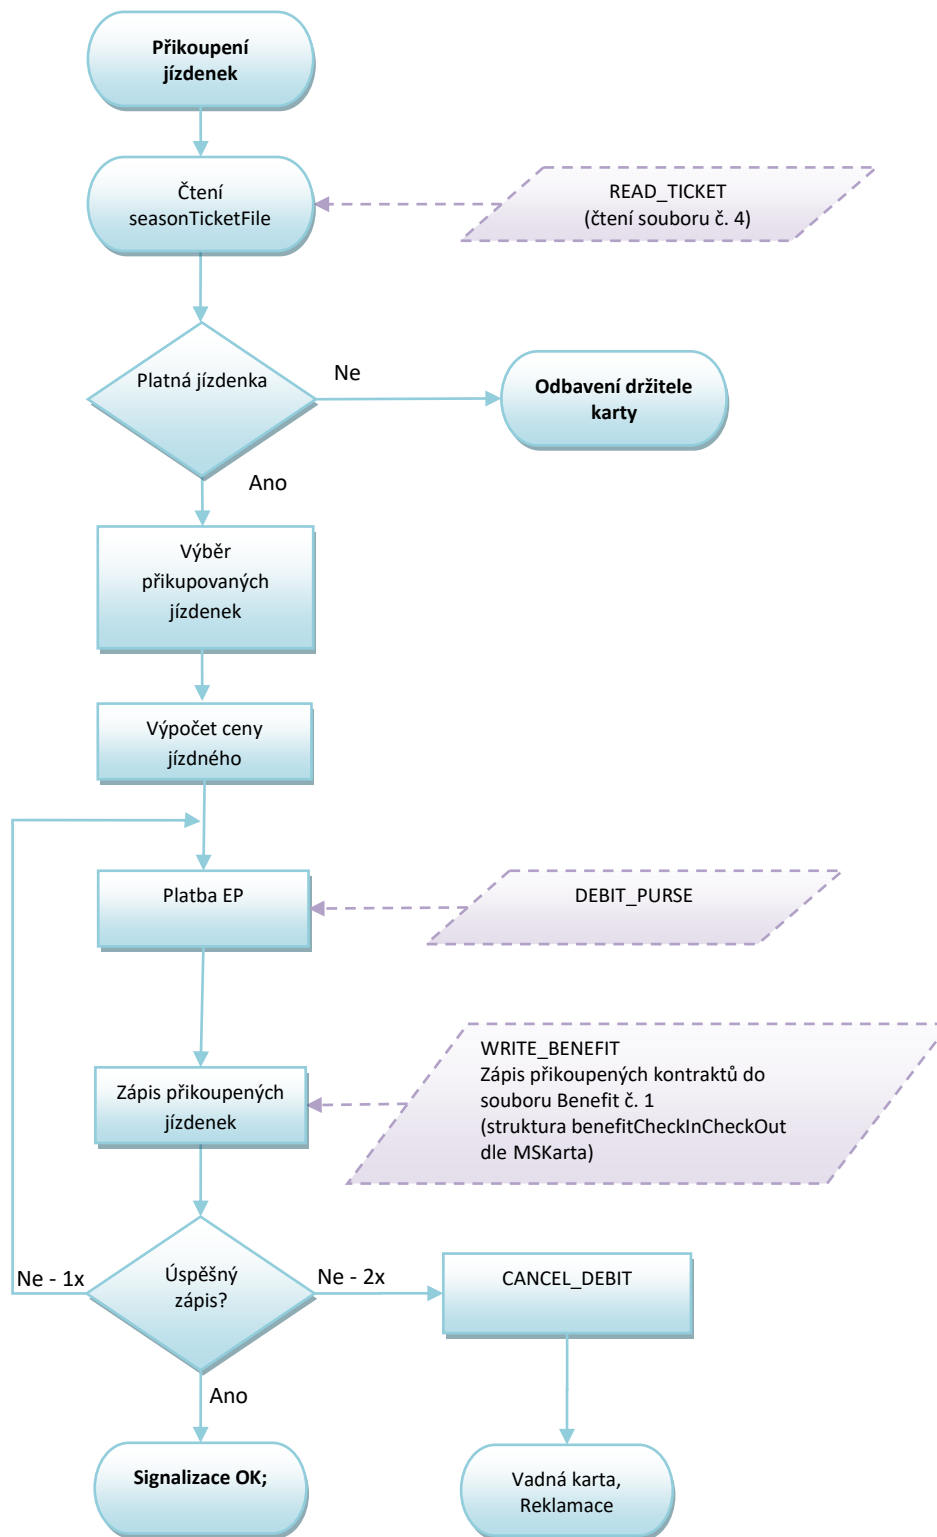 Přikoupení
jízdenek
Čtení
seasonTicketFile
READ_TICKET
(čtení souboru č. 4)
Platná jízdenka
Ne
Odbavení držitele
karty
Ano
Výběr
přikupovaných
jízdenek
Výpočet ceny
jízdného
Platba EP
DEBIT_PURSE
Zápis přikoupených
jízdenek
WRITE_BENEFIT
Zápis přikoupených kontraktů do
souboru Benefit č. 1
(struktura benefitCheckInCheckOut
dle MSKarta)
Ne - 1x
Úspěšný
zápis?
Ne - 2x
CANCEL_DEBIT
Ano
Signalizace OK;
Vadná karta,
Reklamace